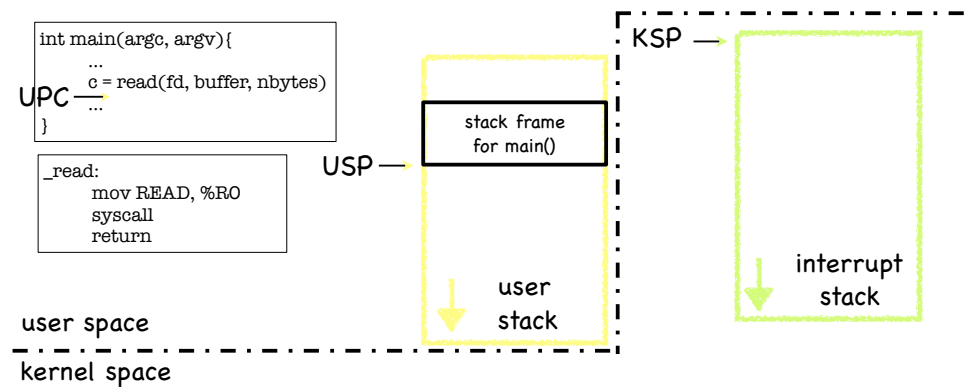 int main(argc, argv){
...
c = read(fd, buffer, nbytes)
UPC
...
}
_read:
mov READ, %R0
syscall
return
USP
stack frame
for main()
user
stack
KSP
interrupt
stack
user space
kernel space